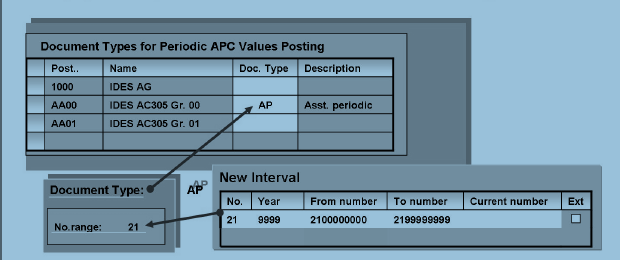 Document Types for Periodic APC Values Posting
Post.. Name Doc. Type Description
1000 IDES AG
AA00 IDES AC305 Gr. 00 AP Asst. periodic
AA01 IDES AC305 Gr. 01
Document Type: AP AP
No.range: 21
New Interval
No. Year From number To number Current number Ext
21 9999 2100000000 2199999999